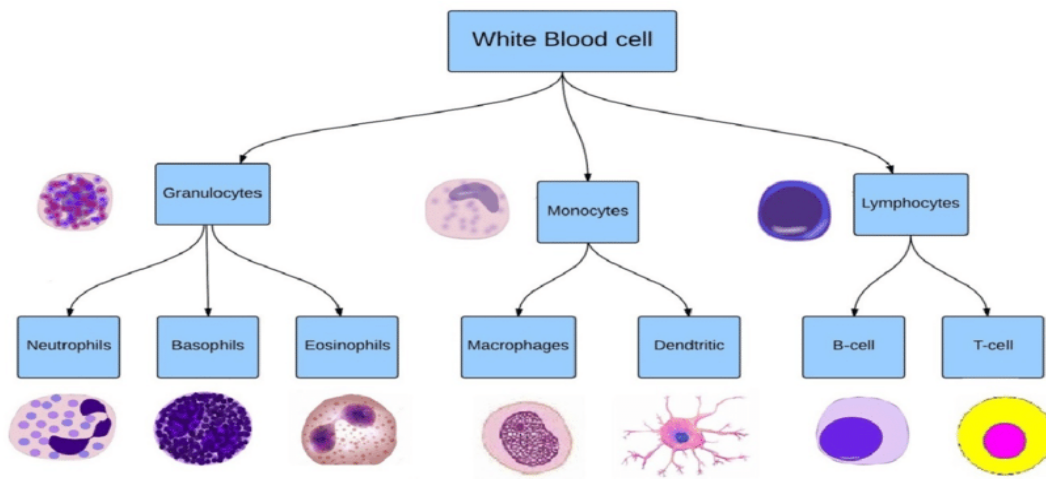 White Blood cell
Granulocytes
Monocytes
Lymphocytes
Neutrophils
Basophils
Eosinophils
Macrophages
Dendtritic
B-cell
T-cell